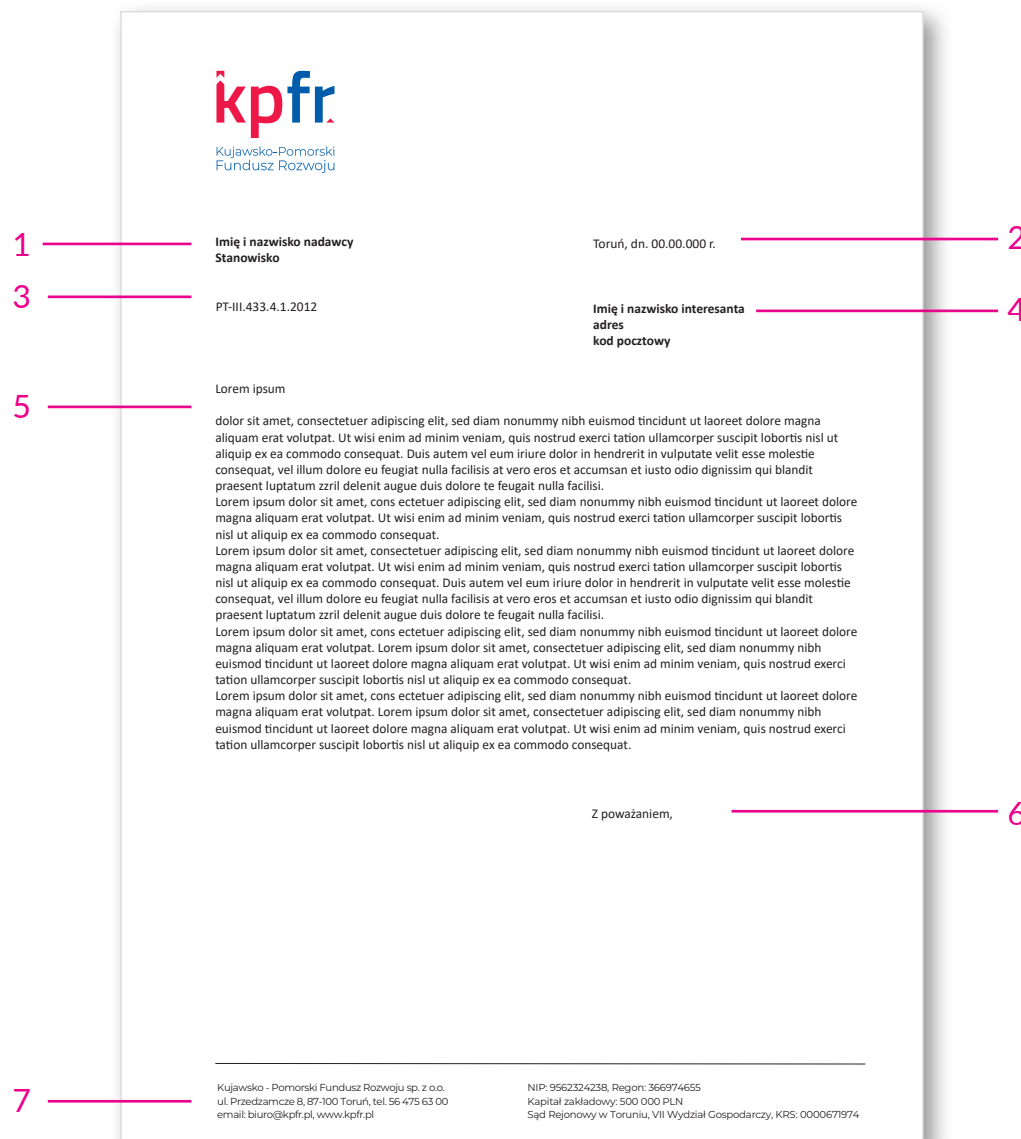 kpfr
Kujawsko-Pomorski
Fundusz Rozwoju
1
Imię i nazwisko nadawcy
Stanowisko
Toruń, dn. 00.00.000 r.
2
3
PT-III.433.4.1.2012
Imię i nazwisko interesanta
adres
kod pocztowy
4
Lorem ipsum
5
dolor sit amet, consectetuer adipiscing elit, sed diam nonummy nibh euismod tincidunt ut laoreet dolore magna
aliquam erat volutpat. Ut wisi enim ad minim veniam, quis nostrud exerci tation ullamcorper suscipit lobortis nisl ut
aliquip ex ea commodo consequat. Duis autem vel eum iriure dolor in hendrerit in vulputate velit esse molestie
consequat, vel illum dolore eu feugiat nulla facilisis at vero eros et accumsan et iusto odio dignissim qui blandit
praesent luptatum zzril delenit augue duis dolore te feugait nulla facilisi.
Lorem ipsum dolor sit amet, cons ectetuer adipiscing elit, sed diam nonummy nibh euismod tincidunt ut laoreet dolore
magna aliquam erat volutpat. Ut wisi enim ad minim veniam, quis nostrud exerci tation ullamcorper suscipit lobortis
nisl ut aliquip ex ea commodo consequat.
Lorem ipsum dolor sit amet, consectetuer adipiscing elit, sed diam nonummy nibh euismod tincidunt ut laoreet dolore
magna aliquam erat volutpat. Ut wisi enim ad minim veniam, quis nostrud exerci tation ullamcorper suscipit lobortis
nisl ut aliquip ex ea commodo consequat. Duis autem vel eum iriure dolor in hendrerit in vulputate velit esse molestie
consequat, vel illum dolore eu feugiat nulla facilisis at vero eros et accumsan et iusto odio dignissim qui blandit
praesent luptatum zzril delenit augue duis dolore te feugait nulla facilisi.
Lorem ipsum dolor sit amet, cons ectetuer adipiscing elit, sed diam nonummy nibh euismod tincidunt ut laoreet dolore
magna aliquam erat volutpat. Lorem ipsum dolor sit amet, consectetuer adipiscing elit, sed diam nonummy nibh
euismod tincidunt ut laoreet dolore magna aliquam erat volutpat. Ut wisi enim ad minim veniam, quis nostrud exerci
tation ullamcorper suscipit lobortis nisl ut aliquip ex ea commodo consequat.
Lorem ipsum dolor sit amet, cons ectetuer adipiscing elit, sed diam nonummy nibh euismod tincidunt ut laoreet dolore
magna aliquam erat volutpat. Lorem ipsum dolor sit amet, consectetuer adipiscing elit, sed diam nonummy nibh
euismod tincidunt ut laoreet dolore magna aliquam erat volutpat. Ut wisi enim ad minim veniam, quis nostrud exerci
tation ullamcorper suscipit lobortis nisl ut aliquip ex ea commodo consequat.
Z poważaniem,
6
7
Kujawsko - Pomorski Fundusz Rozwoju sp. z o.o.
ul. Przedzamcze 8, 87-100 Toruń, tel. 56 475 63 00
email: biuro@kpfr.pl, www.kpfr.pl
NIP: 9562324238, Regon: 366974655
Kapitał zakładowy: 500 000 PLN
Sąd Rejonowy w Toruniu, VII Wydział Gospodarczy, KRS: 0000671974